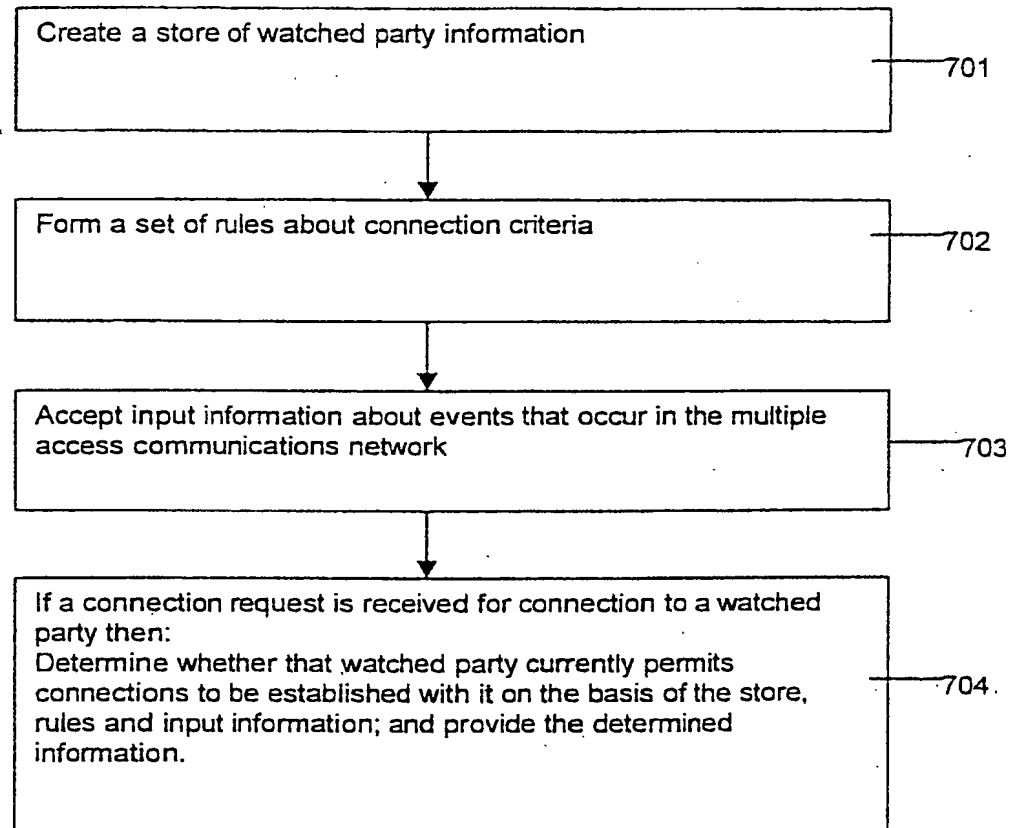 Create a store of watched party information
701
Form a set of rules about connection criteria
702
Accept input information about events that occur in the multiple
access communications network
703
If a connection request is received for connection to a watched
party then:
Determine whether that watched party currently permits
connections to be established with it on the basis of the store,
rules and input information; and provide the determined
information.
704.